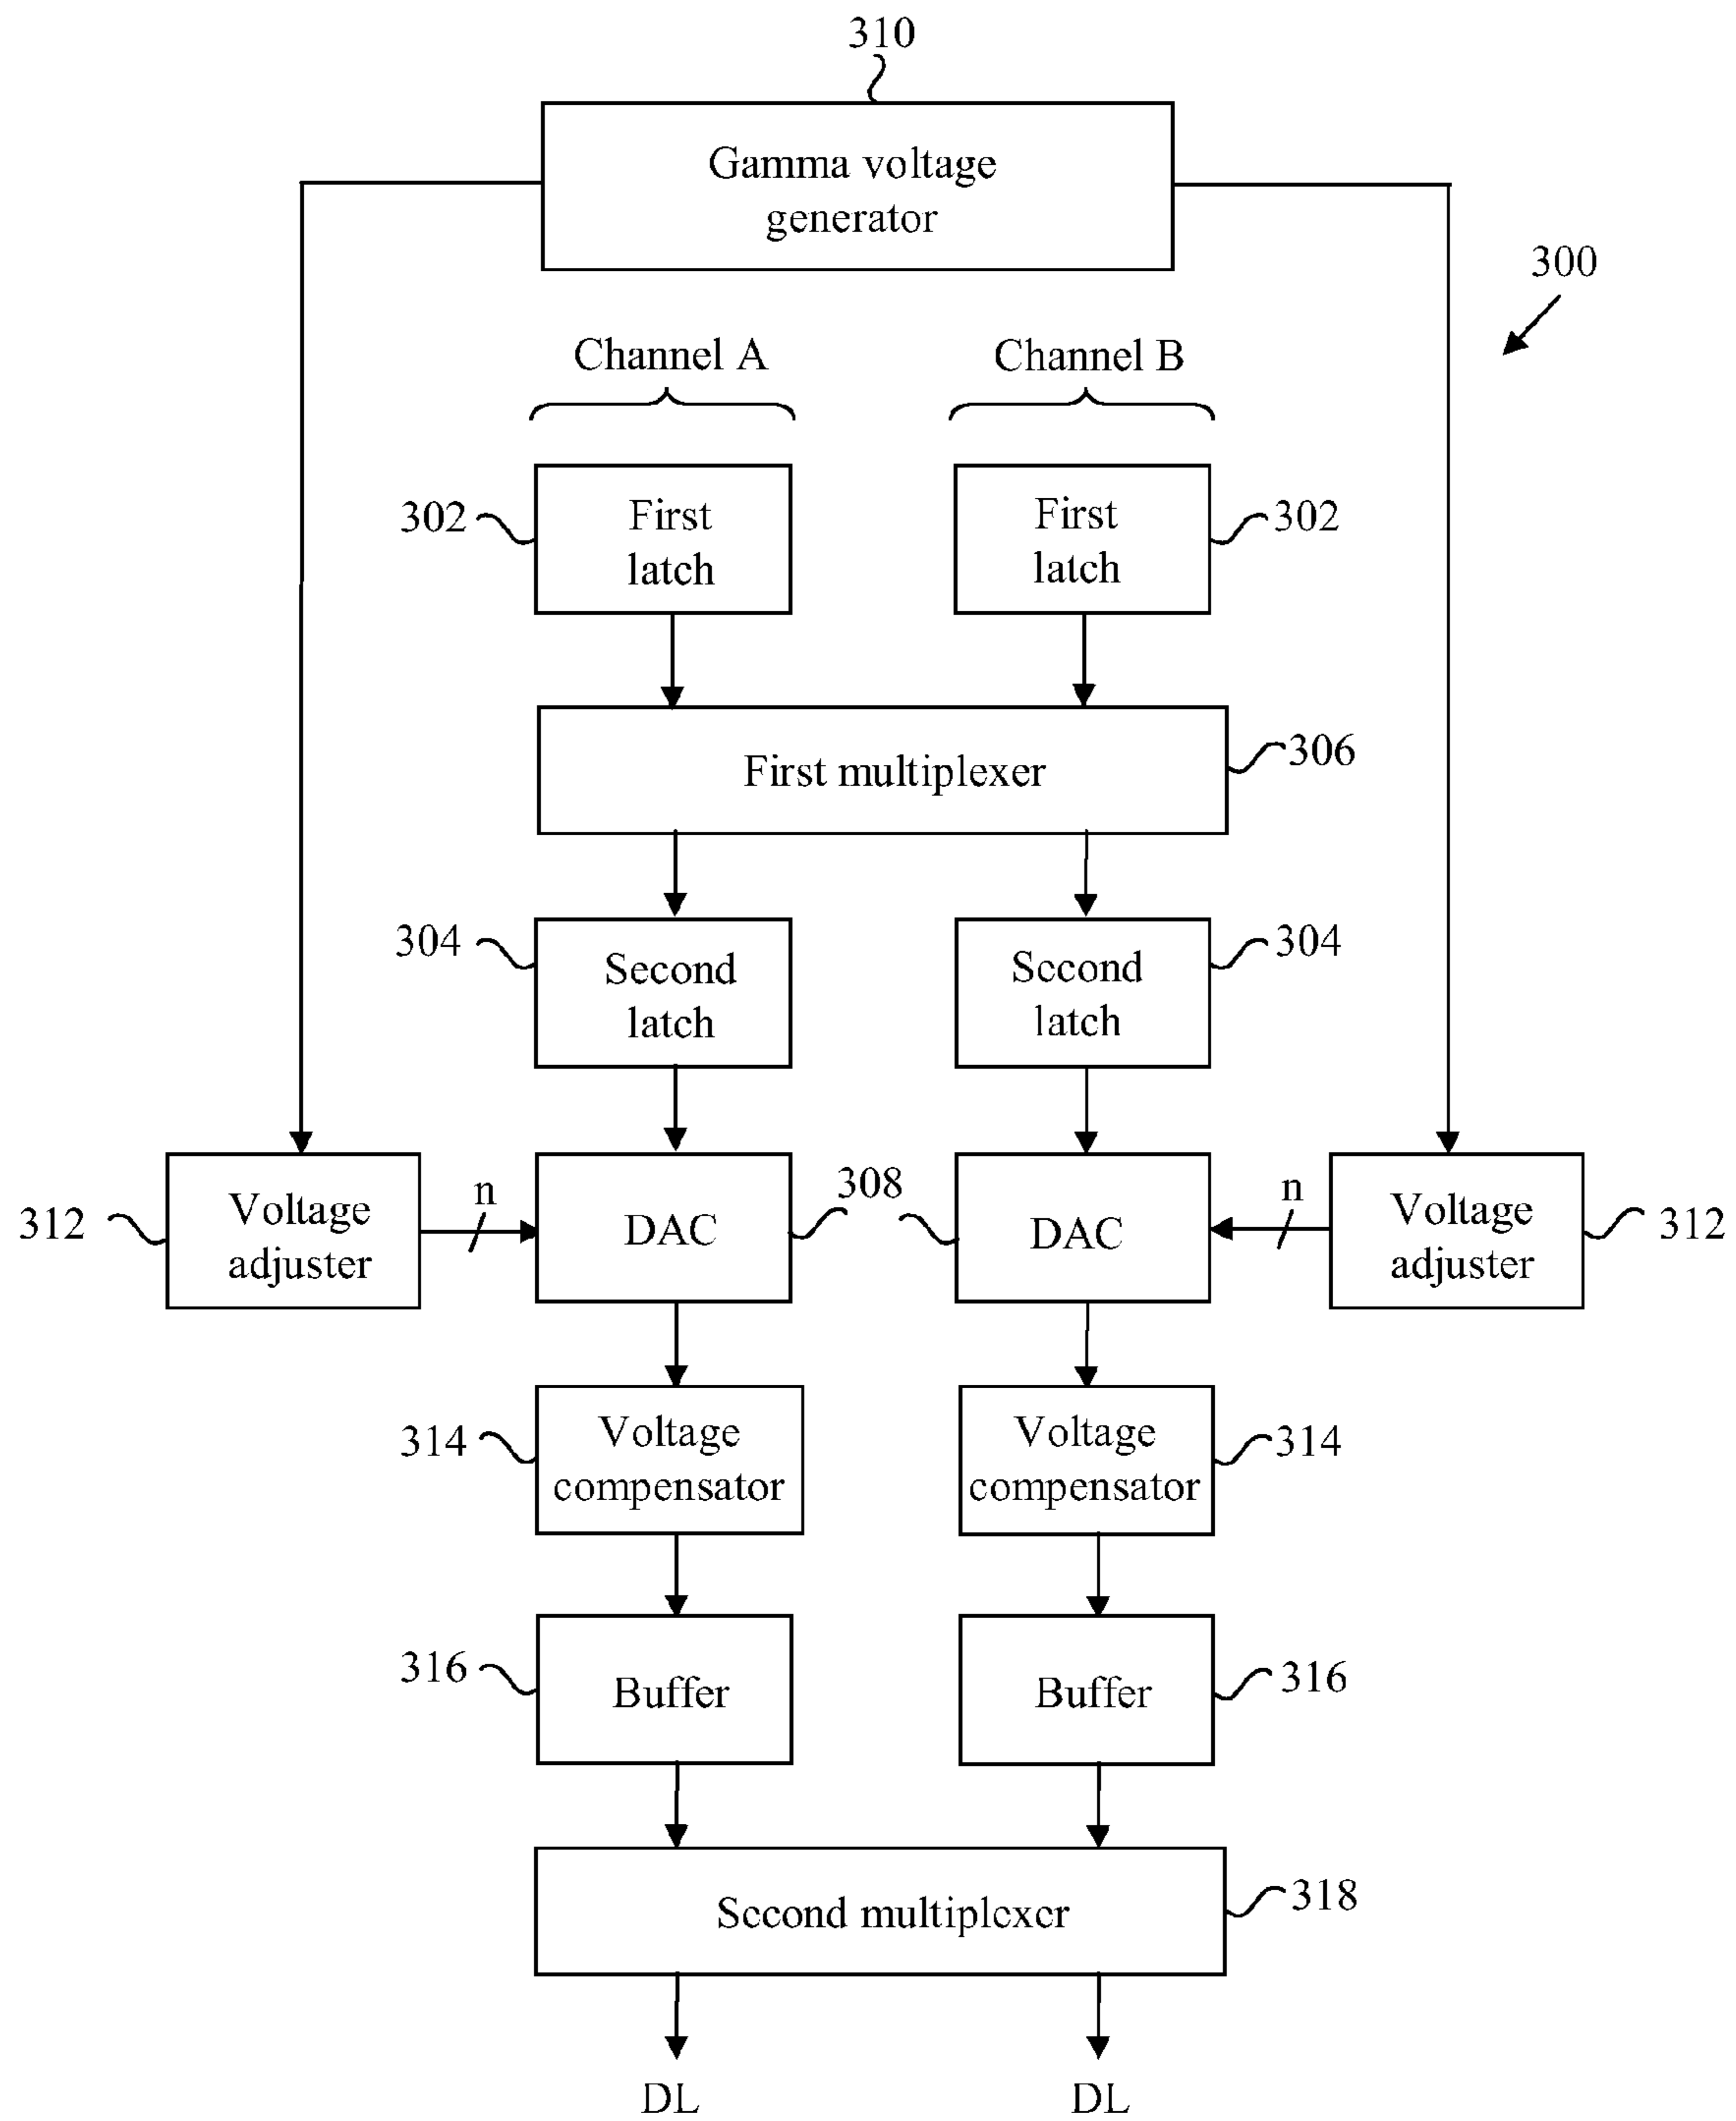 310
Gamma voltage
generator
300
Channel A
Channel B
302
First
latch
First
latch
302
First multiplexer
306
304
Second
latch
Second
latch
304
312
Voltage
adjuster
n
DAC
308
DAC
n
Voltage
adjuster
312
314
Voltage
compensator
Voltage
compensator
314
316
Buffer
Buffer
316
Second multiplexer
318
DL
DL